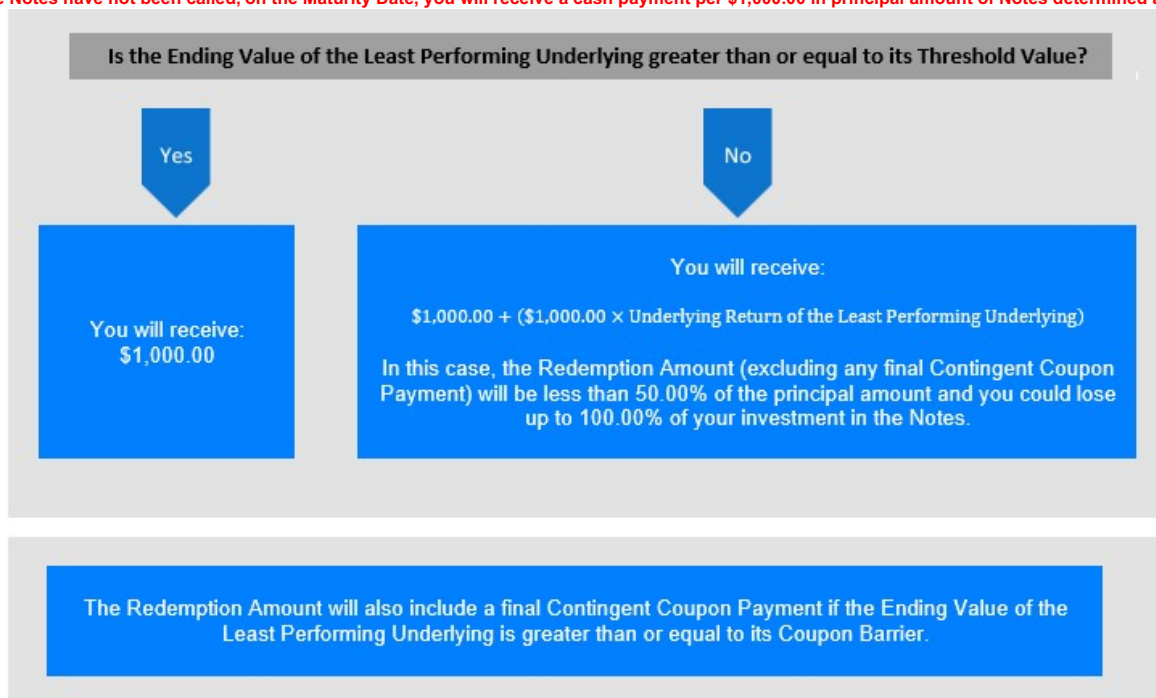 Notes have not been called, on the Maturity Date, you will receive a cash payment per $1,000.00 in principal amount of Notes determined
Is the Ending Value of the Least Performing Underlying greater than or equal to its Threshold Value?
Yes
No
You will receive:
$1,000.00
You will receive:
$1,000.00 + ($1,000.00 × Underlying Return of the Least Performing Underlying)
In this case, the Redemption Amount (excluding any final Contingent Coupon
Payment) will be less than 50.00% of the principal amount and you could lose
up to 100.00% of your investment in the Notes.
The Redemption Amount will also include a final Contingent Coupon Payment if the Ending Value of the
Least Performing Underlying is greater than or equal to its Coupon Barrier.